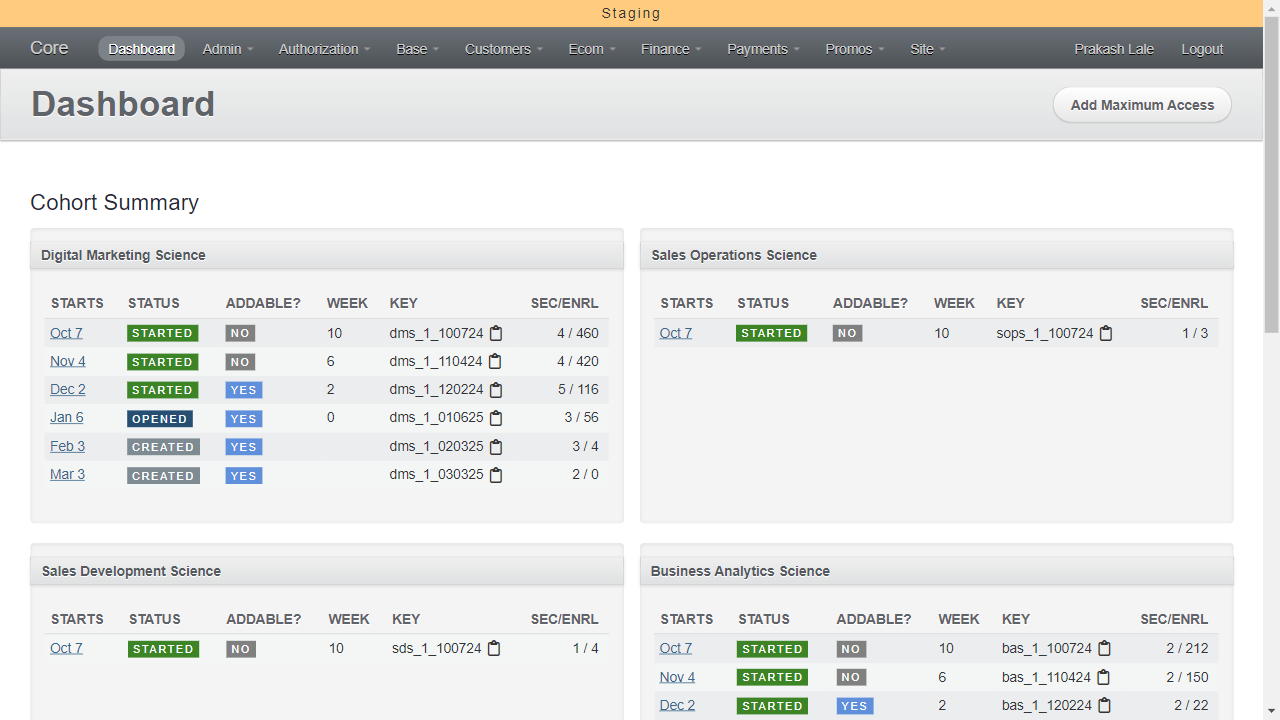 Staging
Core Dashboard Admin Authorization Base Customers Ecom Finance Payments Promos Site Prakash Lale Logout
Dashboard
Add Maximum Access
Cohort Summary
Digital Marketing Science
STARTS STATUS ADDABLE? WEEK KEY SEC/ENRL
Oct 7 STARTED NO 10 dms_1_100724 4 / 460
Nov 4 STARTED NO 6 dms_1_110424 4 / 420
Dec 2 STARTED YES 2 dms_1_120224 5 / 116
Jan 6 OPENED YES 0 dms_1_010625 3 / 56
Feb 3 CREATED YES dms_1_020325 3 / 4
Mar 3 CREATED YES dms_1_030325 2 / 0
Sales Operations Science
STARTS STATUS ADDABLE? WEEK KEY SEC/ENRL
Oct 7 STARTED NO 10 sops_1_100724 1 / 3
Sales Development Science
STARTS STATUS ADDABLE? WEEK KEY SEC/ENRL
Oct 7 STARTED NO 10 sds_1_100724 1 / 4
Business Analytics Science
STARTS STATUS ADDABLE? WEEK KEY SEC/ENRL
Oct 7 STARTED NO 10 bas_1_100724 2 / 212
Nov 4 STARTED NO 6 bas_1_110424 2 / 150
Dec 2 STARTED YES 2 bas_1_120224 2 / 22